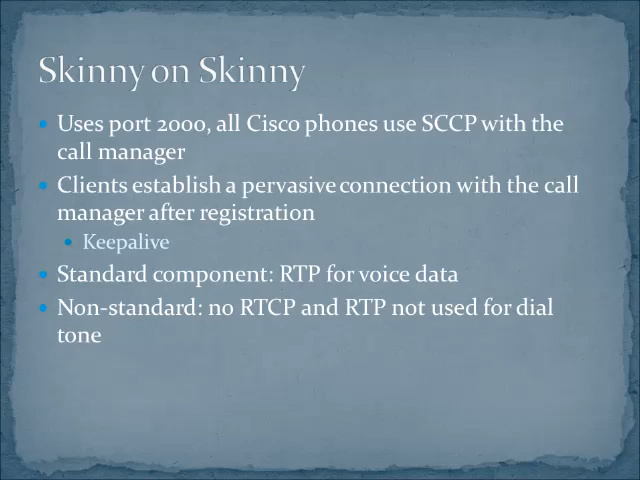 Skinny on Skinny
Uses port 2000, all Cisco phones use SCCP with the
call manager
Clients establish a pervasive connection with the call
manager after registration
Keepalive
Standard component: RTP for voice data
Non-standard: no RTCP and RTP not used for dial
tone